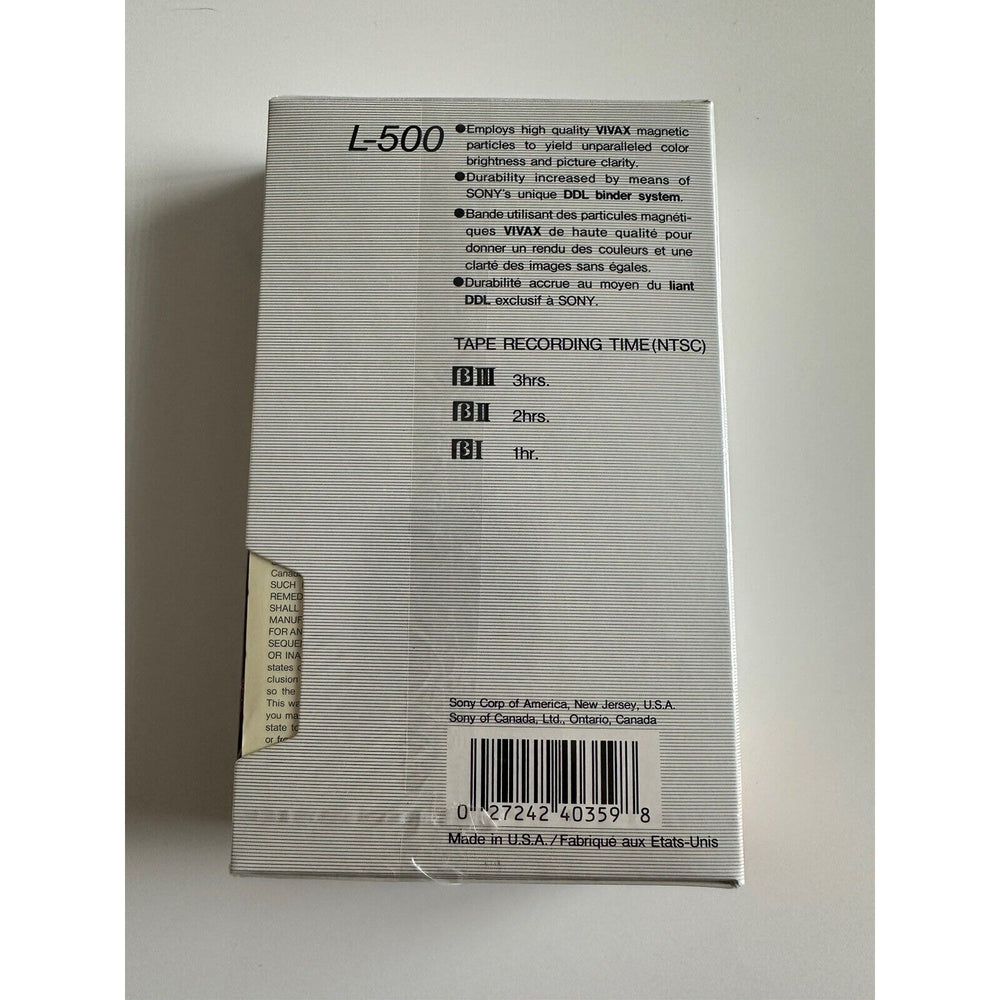 L-500
●Employs high quality VIVAX magnetic
particles to yield unparalleled color
brightness and picture clarity.
●Durability increased by means of
SONY's unique DDL binder system.
●Bande utilisant des particules magnéti-
ques VIVAX de haute qualité pour
donner un rendu des couleurs et une
clarté des images sans égales.
●Durabilité accrue au moyen du liant
DDL exclusif à SONY.
TAPE RECORDING TIME(NTSC)
βIII 3hrs.
βII 2hrs.
βI 1hr.
SUCH
REMED
SHALL
MANUF
FOR AN
SEQUE
OR INA
states
clusion
so the
This wa
you ma
state to
or
Sony Corp of America, New Jersey, U.S.A.
Sony of Canada, Ltd., Ontario, Canada
0 27242 40359 8
Made in U.S.A./Fabriqué aux Etats-Unis